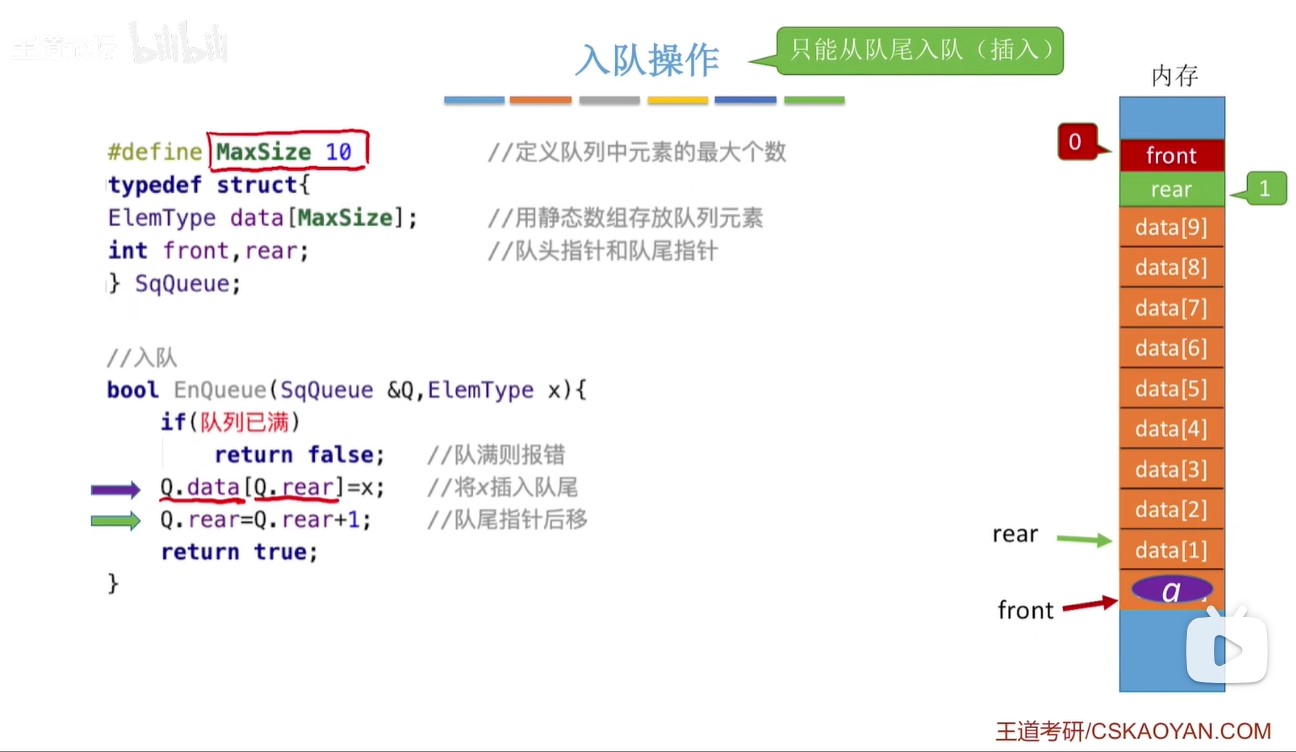 bilibili
入队操作
只能从队尾入队（插入）
#define MaxSize 10 //定义队列中元素的最大个数
typedef struct{
ElemType data[MaxSize]; //用静态数组存放队列元素
int front,rear; //队头指针和队尾指针
} SqQueue;
//入队
bool EnQueue(SqQueue &Q,ElemType x){
if(队列已满)
return false; //队满则报错
Q.data[Q.rear]=x; //将x插入队尾
Q.rear=Q.rear+1; //队尾指针后移
return true;
}
内存
0
front
rear
1
data[9]
data[8]
data[7]
data[6]
data[5]
data[4]
data[3]
data[2]
rear
data[1]
front
a
王道考研/CSKAOYAN.COM